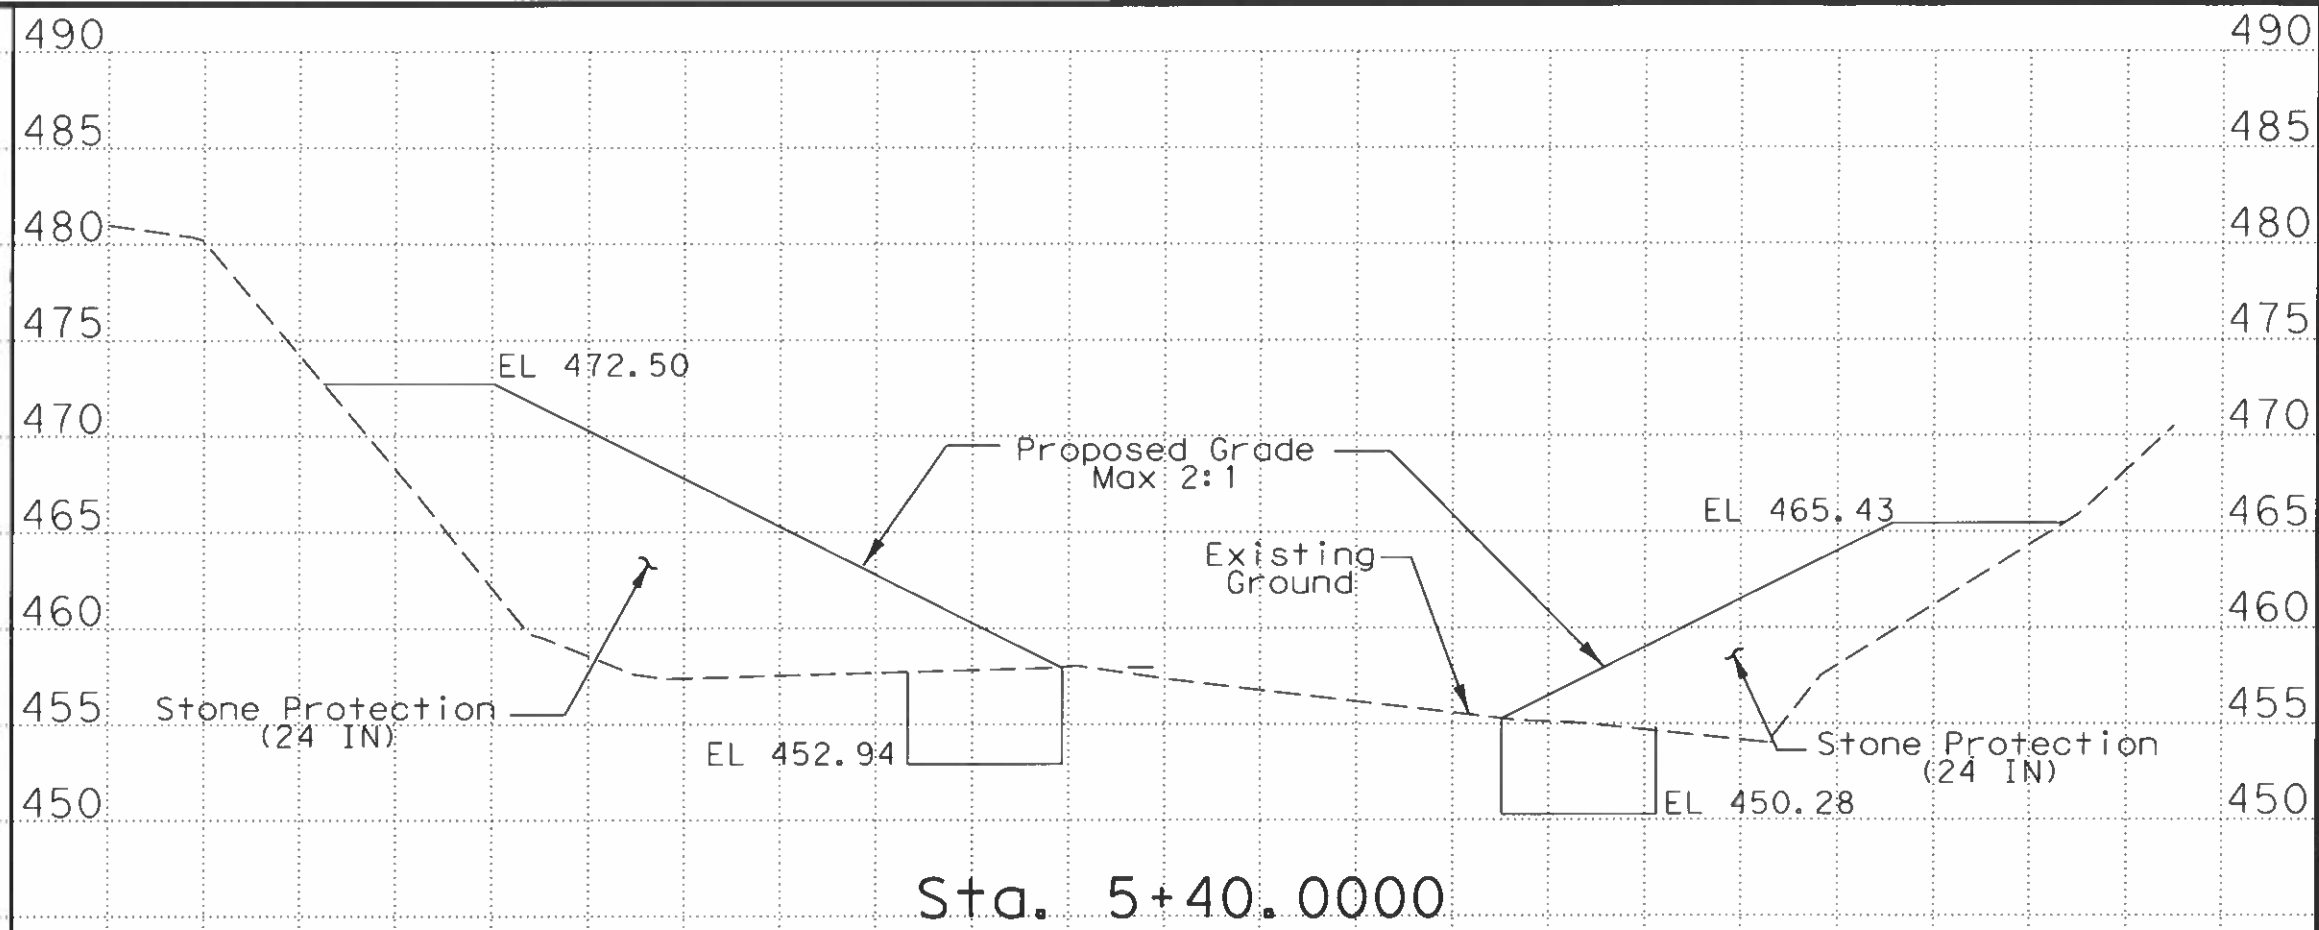 490 490
485 485
480 480
475 475
EL 472.50
470 470
Proposed Grade
Max 2:1
EL 465.43
465 465
Existing
Ground
460 460
455 455
Stone Protection
(24 IN)
EL 452.94
Stone Protection
(24 IN)
450 450
EL 450.28
Sta. 5+40.0000